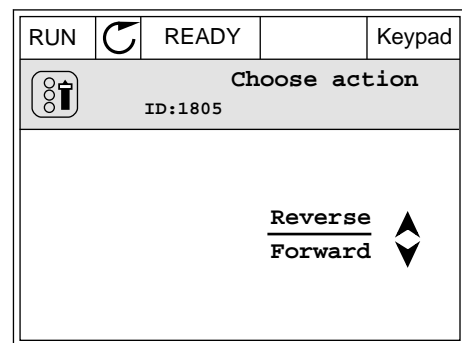 RUN READY Keypad
Choose action
ID:1805
Reverse
Forward